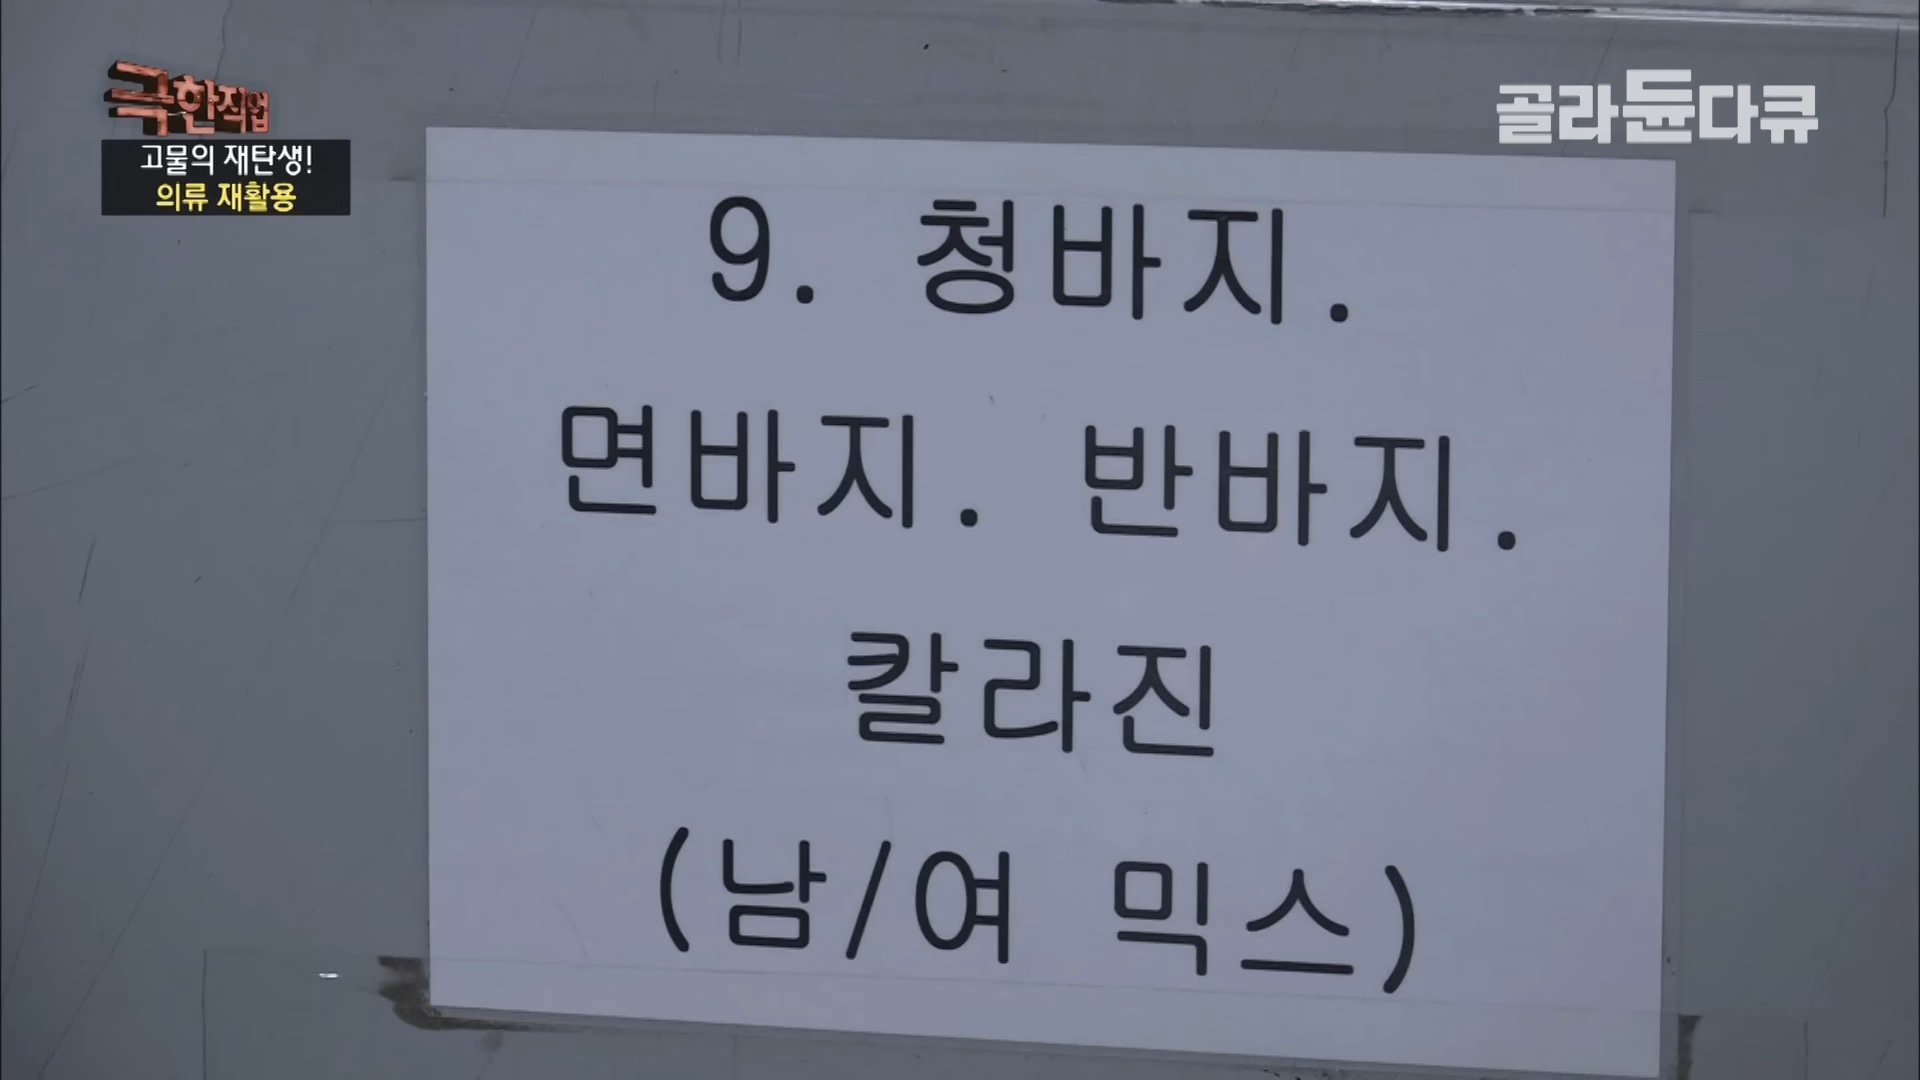 극한직업
고물의 재탄생!
의류 재활용
골라듄다큐
9. 청바지.
면바지. 반바지.
칼라진
(남/여 믹스)